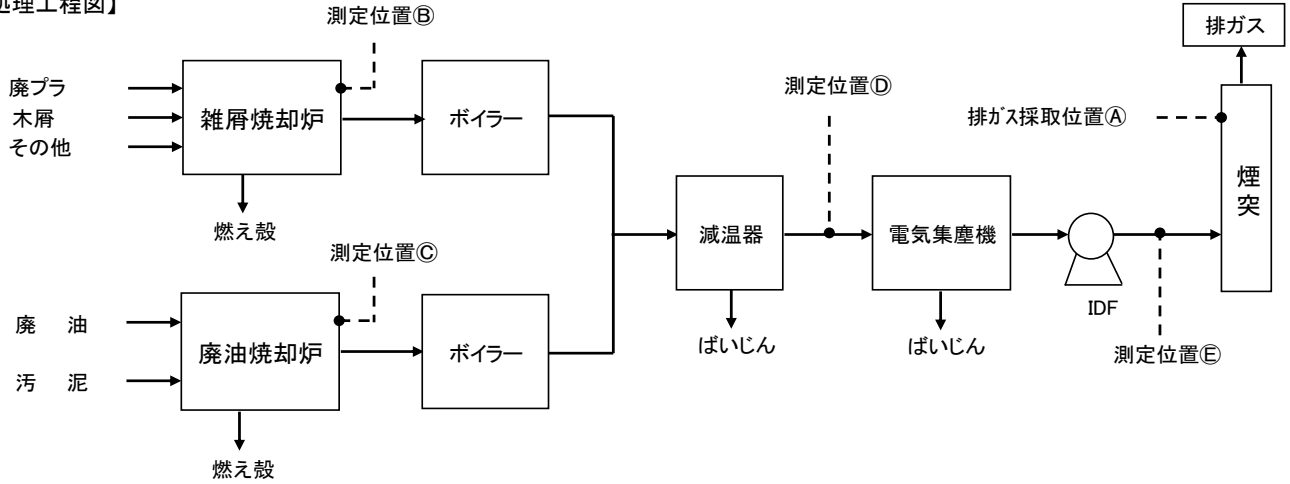 処理工程図】
測定位置Ⓑ
排ガス
廃プラ
木屑
その他
雑屑焼却炉
ボイラー
測定位置Ⓓ
排ｶﾞｽ採取位置Ⓐ
煙突
燃え殻
減温器
電気集塵機
測定位置Ⓒ
IDF
廃 油
汚 泥
廃油焼却炉
ボイラー
ばいじん
ばいじん
測定位置Ⓔ
燃え殻